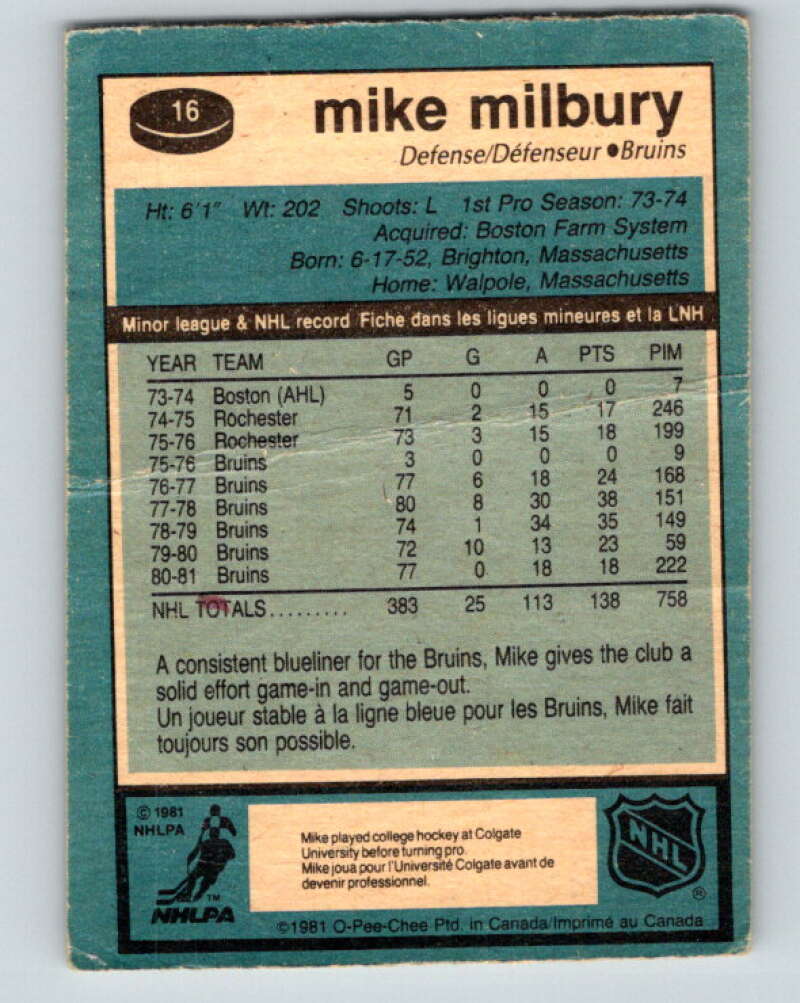 16
mike milbury
Defense/Défenseur ●Bruins
Ht: 6'1" Wt: 202 Shoots: L 1st Pro Season: 73-74
Acquired: Boston Farm System
Born: 6-17-52, Brighton, Massachusetts
Home: Walpole, Massachusetts
Minor league & NHL record Fiche dans les ligues mineures et la LNH
YEAR TEAM GP G A PTS PIM
73-74 Boston (AHL) 5 0 0 0 7
74-75 Rochester 71 2 15 17 246
75-76 Rochester 73 3 15 18 199
75-76 Bruins 3 0 0 0 9
76-77 Bruins 77 6 18 24 168
77-78 Bruins 80 8 30 38 151
78-79 Bruins 74 1 34 35 149
79-80 Bruins 72 10 13 23 59
80-81 Bruins 77 0 18 18 222
NHL TOTALS......... 383 25 113 138 758
A consistent blueliner for the Bruins, Mike gives the club a
solid effort game-in and game-out.
Un joueur stable à la ligne bleue pour les Bruins, Mike fait
toujours son possible.
© 1981
NHLPA
TM
NHLPA
Mike played college hockey at Colgate
University before turning pro.
Mike joua pour l'Université Colgate avant de
devenir professionnel.
NHL
®
©1981 O-Pee-Chee Ptd. in Canada/Imprimé au Canada